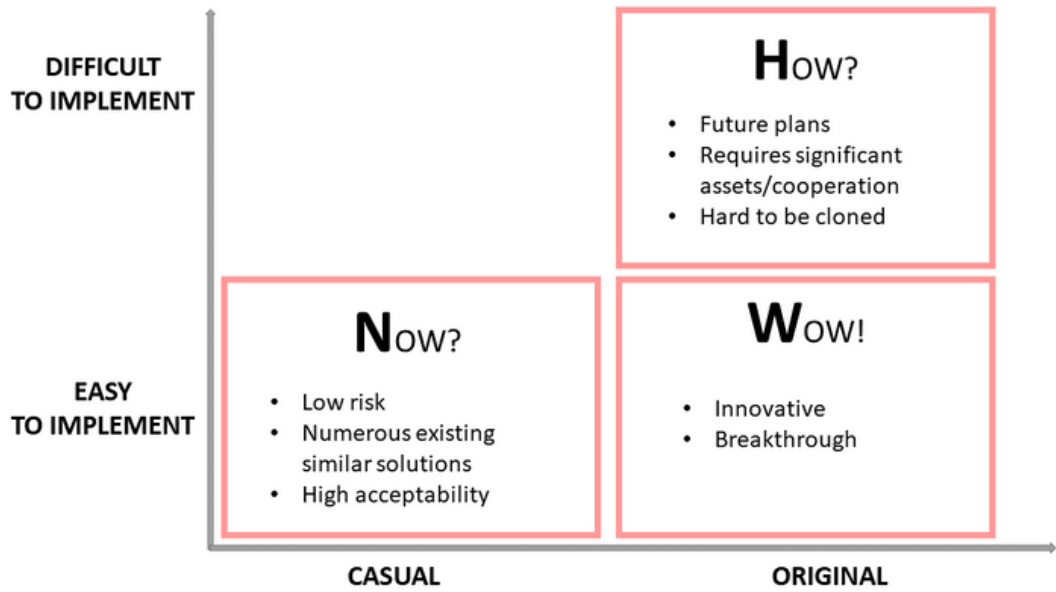 DIFFICULT
TO IMPLEMENT
HOW?
• Future plans
• Requires significant
assets/cooperation
• Hard to be cloned
EASY
TO IMPLEMENT
NOW?
• Low risk
• Numerous existing
similar solutions
• High acceptability
WOW!
• Innovative
• Breakthrough
CASUAL
ORIGINAL